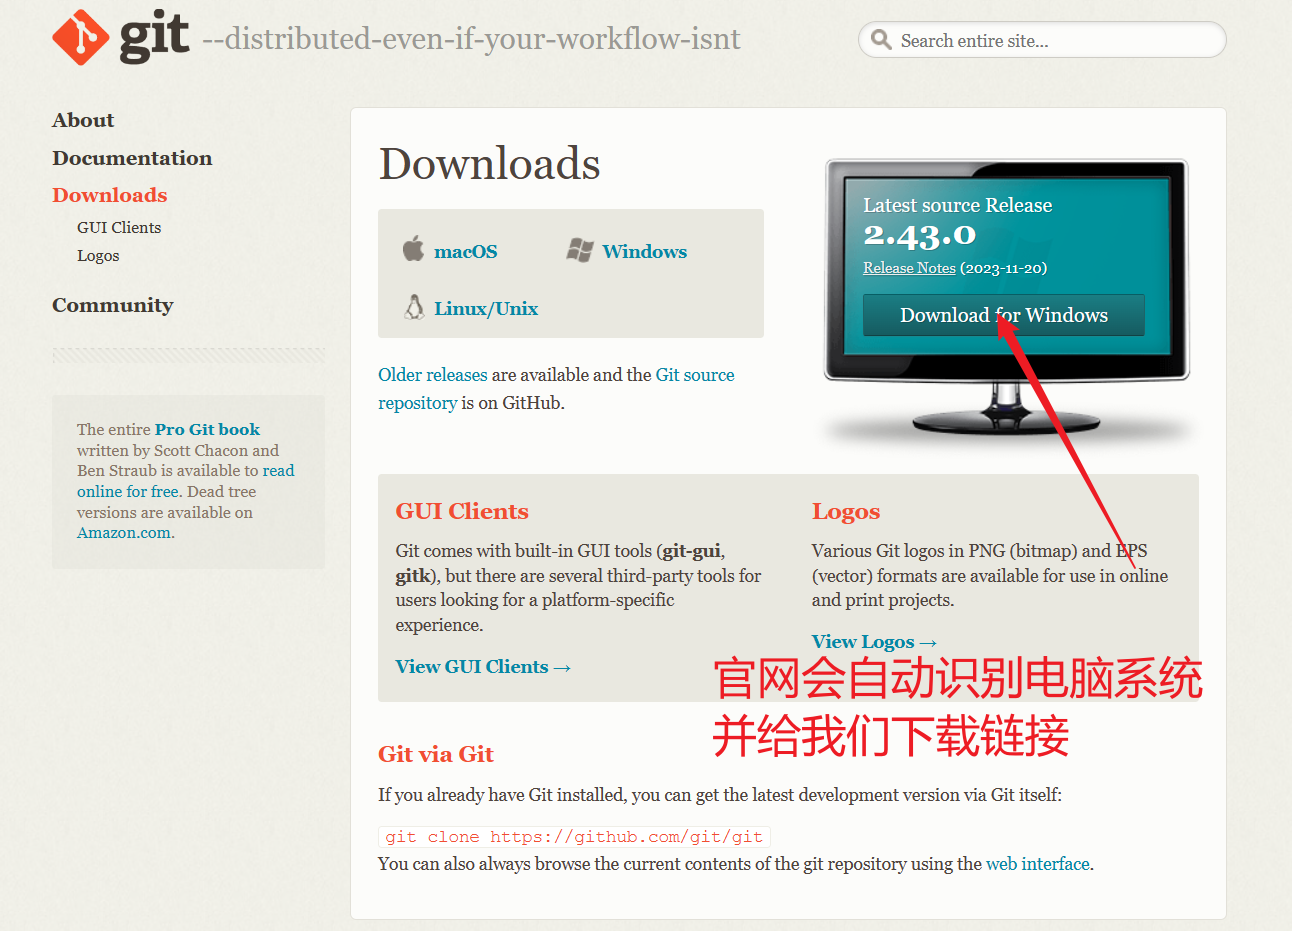 git --distributed-even-if-your-workflow-isnt
Search entire site...
About
Documentation
Downloads
GUI Clients
Logos
Community
The entire Pro Git book
written by Scott Chacon and
Ben Straub is available to read
online for free. Dead tree
versions are available on
Amazon.com.
Downloads
macOS
Windows
Linux/Unix
Older releases are available and the Git source
repository is on GitHub.
Latest source Release
2.43.0
Release Notes (2023-11-20)
Download for Windows
GUI Clients
Git comes with built-in GUI tools (git-gui,
gitk), but there are several third-party tools for
users looking for a platform-specific
experience.
View GUI Clients →
Logos
Various Git logos in PNG (bitmap) and EPS
(vector) formats are available for use in online
and print projects.
View Logos →
官网会自动识别电脑系统
并给我们下载链接
Git via Git
If you already have Git installed, you can get the latest development version via Git itself:
git clone https://github.com/git/git
You can also always browse the current contents of the git repository using the web interface.